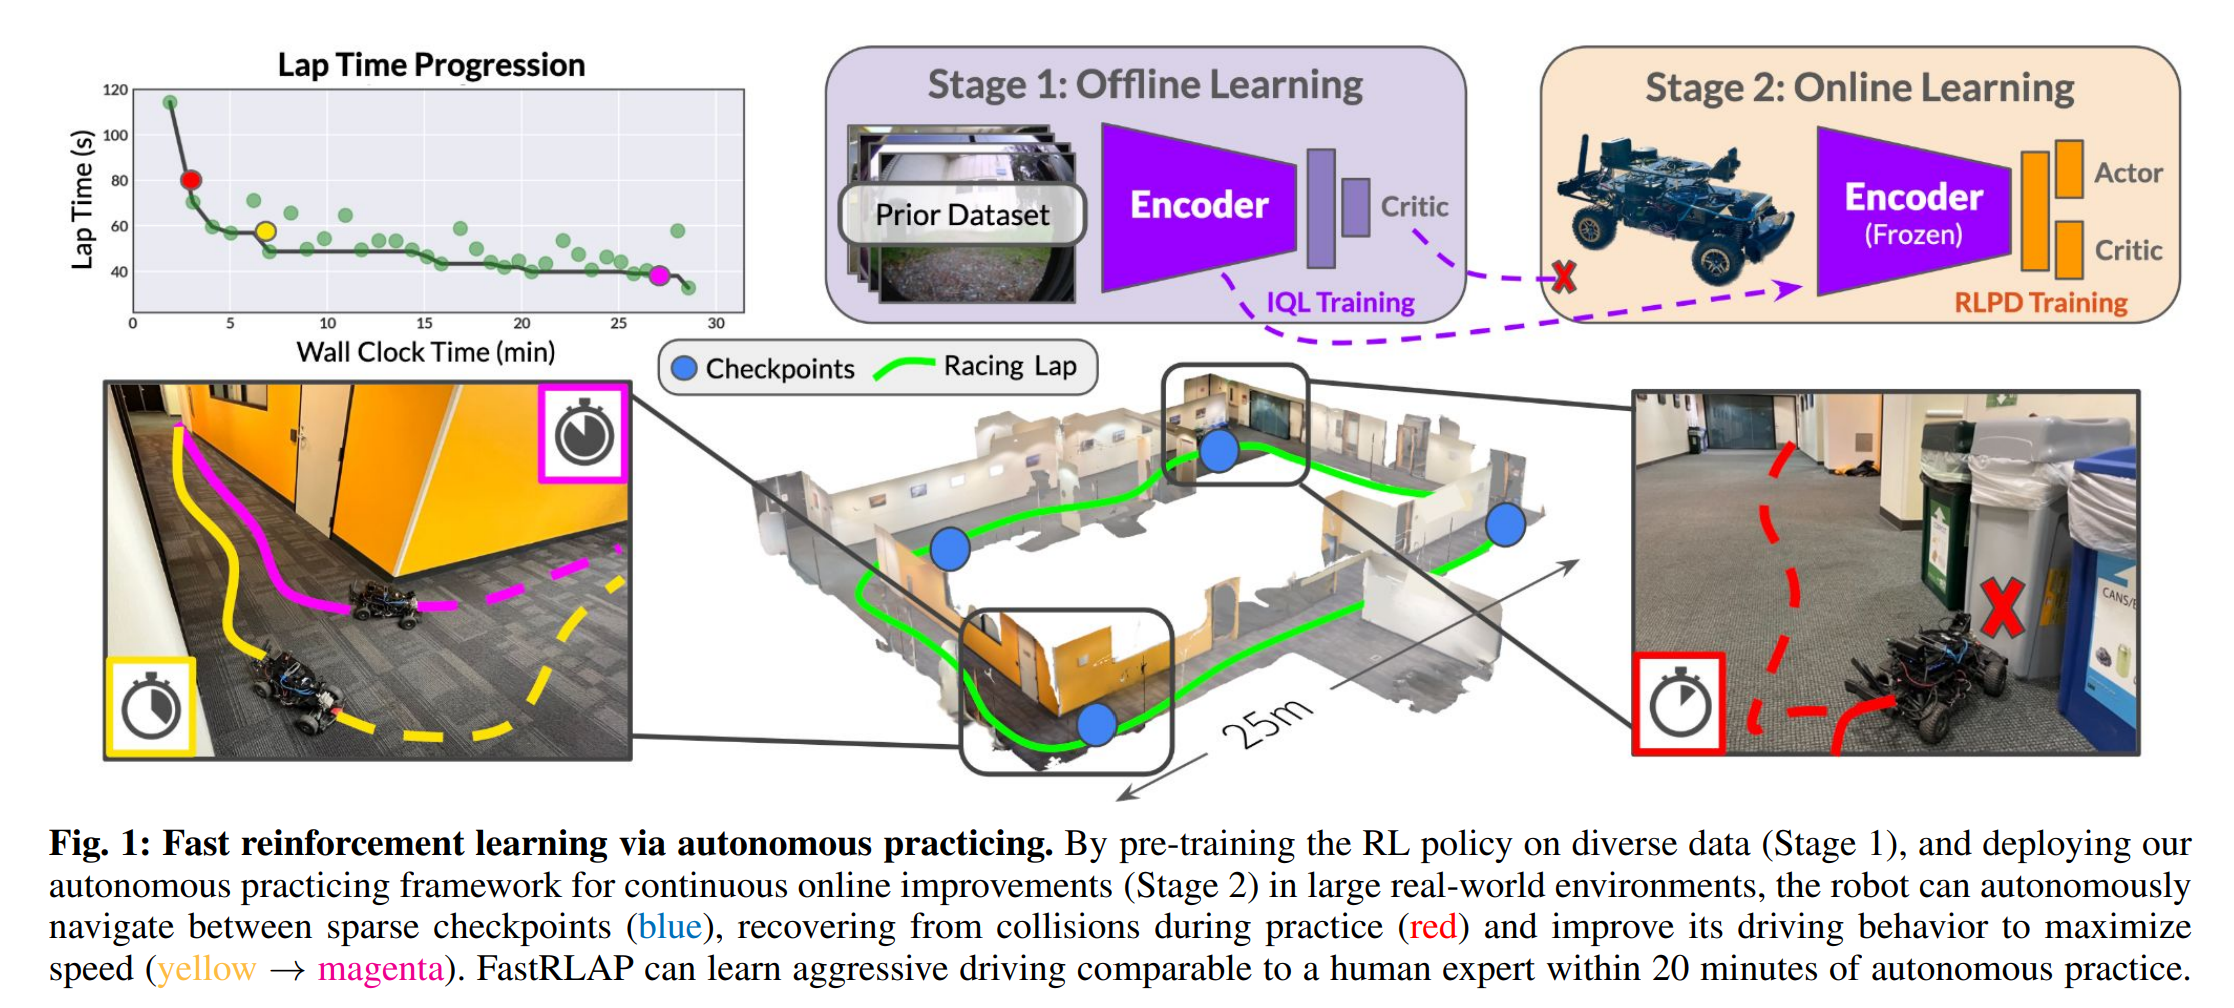 Lap Time Progression
Lap Time (s)
120
100
80
60
40
0
5
10
15
20
25
30
Wall Clock Time (min)
Stage 1: Offline Learning
Prior Dataset
Encoder
Critic
IQL Training
Stage 2: Online Learning
Encoder
(Frozen)
Actor
Critic
RLPD Training
Checkpoints
Racing Lap
25m
X
X
CANS/
Fig. 1: Fast reinforcement learning via autonomous practicing. By pre-training the RL policy on diverse data (Stage 1), and deploying our
autonomous practicing framework for continuous online improvements (Stage 2) in large real-world environments, the robot can autonomously
navigate between sparse checkpoints (blue), recovering from collisions during practice (red) and improve its driving behavior to maximize
speed (yellow → magenta). FastRLAP can learn aggressive driving comparable to a human expert within 20 minutes of autonomous practice.